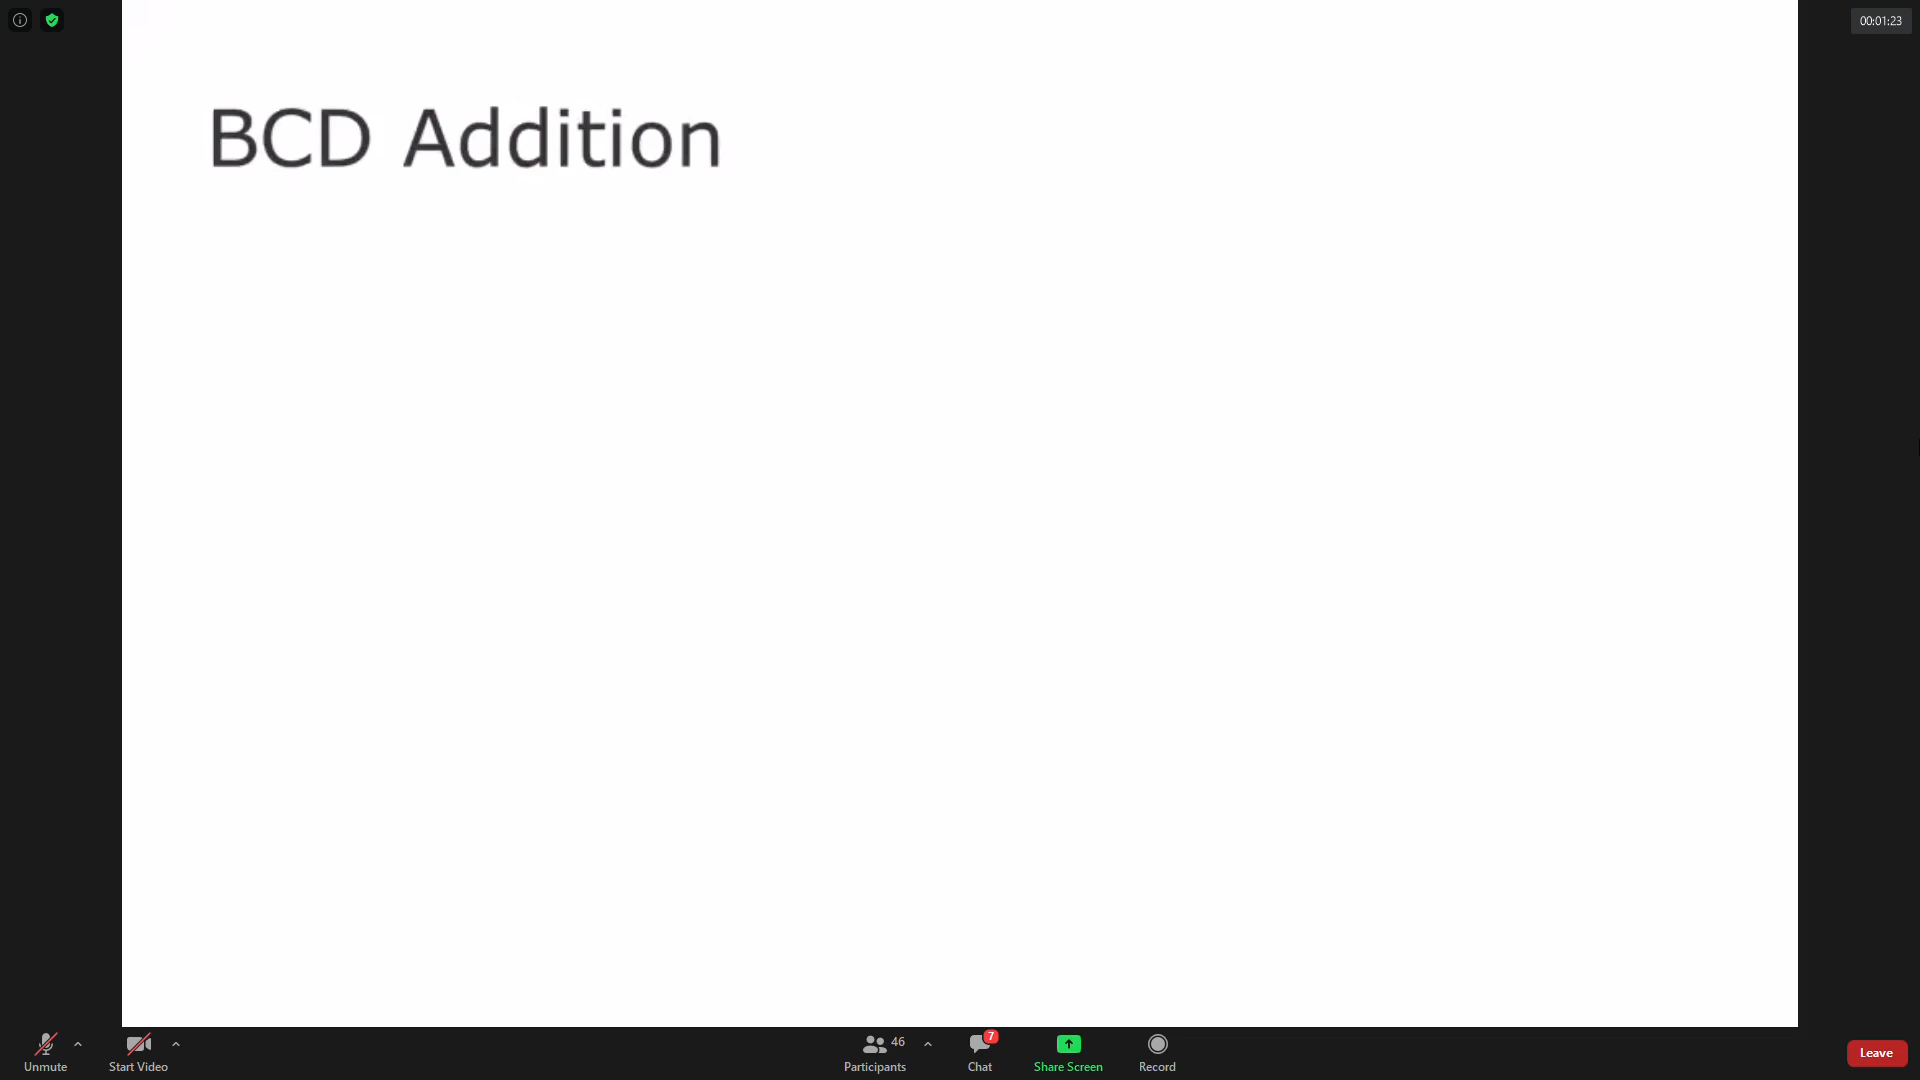 00:01:23
BCD Addition
Unmute
Start Video
46
Participants
7
Chat
Share Screen
Record
Leave